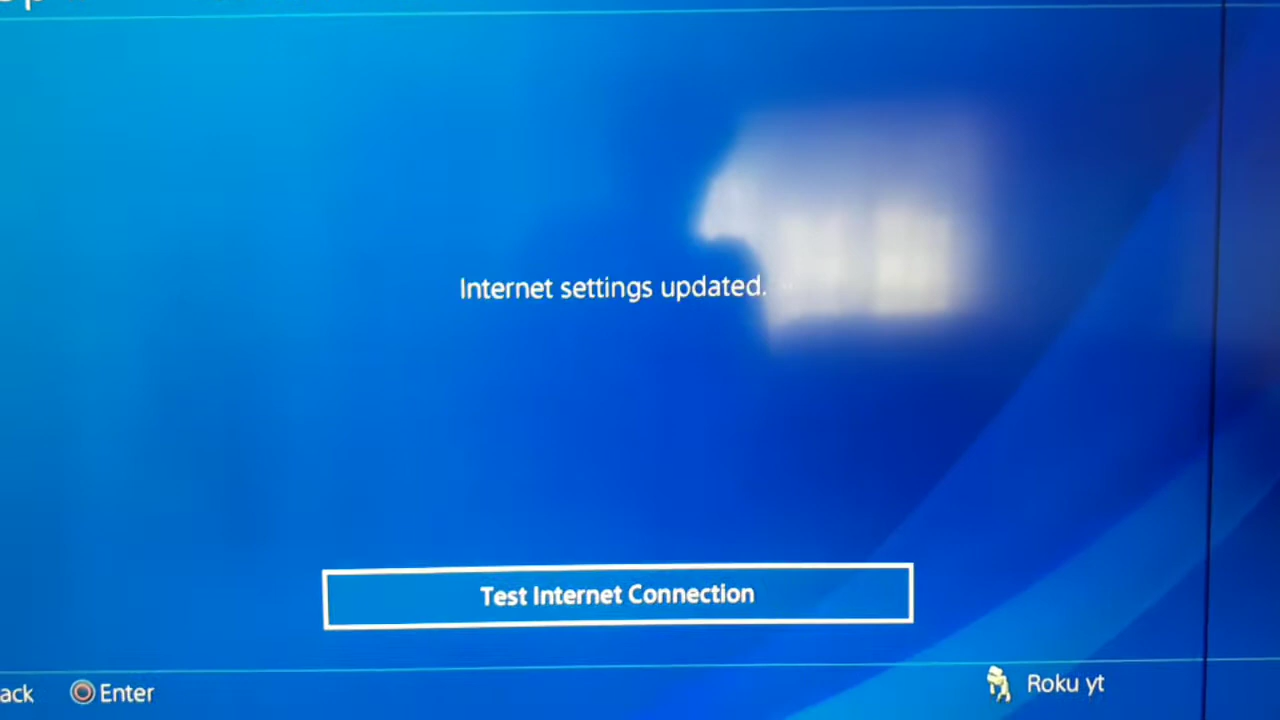 Internet settings updated.
Test Internet Connection
ack
Enter
Roku yt